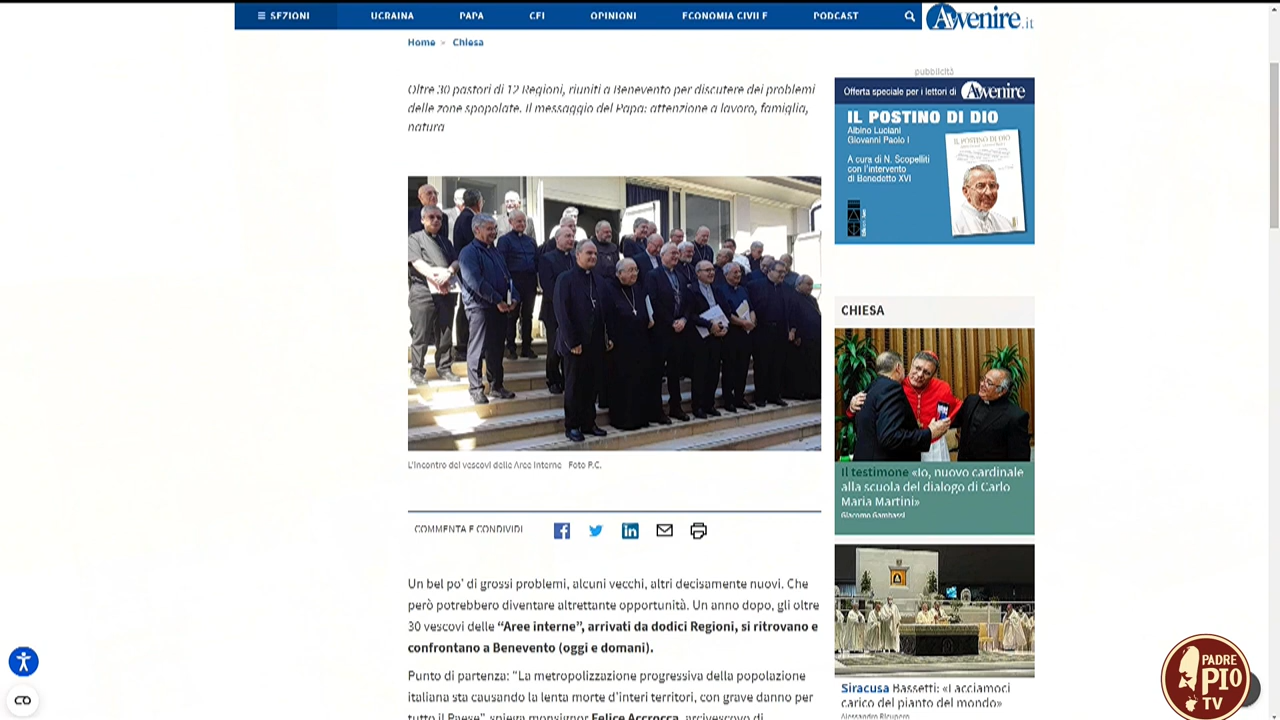 SEZIONI UCRAINA PAPA CEI OPINIONI ECONOMIA CIVILE PODCAST Avvenire.it
Home » Chiesa
Oltre 30 pastori di 12 Regioni, riuniti a Benevento per discutere dei problemi
delle zone spopolate. Il messaggio del Papa: attenzione a lavoro, famiglia,
natura
L'incontro dei vescovi delle Aree Interne Foto P.C.
COMMENTA E CONDIVIDI
Un bel po' di grossi problemi, alcuni vecchi, altri decisamente nuovi. Che
però potrebbero diventare altrettante opportunità. Un anno dopo, gli oltre
30 vescovi delle “Aree interne”, arrivati da dodici Regioni, si ritrovano e
confrontano a Benevento (oggi e domani).
Punto di partenza: "La metropolizzazione progressiva della popolazione
italiana sta causando la lenta morte d'interi territori, con grave danno per
tutto il Paese", spiega monsignor Felice Accrocca, arcivescovo di
pubblicità
Offerta speciale per i lettori di Avvenire
IL POSTINO DI DIO
Albino Luciani
Giovanni Paolo I
A cura di N. Scopelliti
con l'intervento
di Benedetto XVI
IL POSTINO DI DIO
CHIESA
Il testimone «Io, nuovo cardinale
alla scuola del dialogo di Carlo
Maria Martini»
Giacomo Gambassi
Siracusa Bassetti: «Facciamoci
carico del pianto del mondo»
Alessandro Ricupero
PADRE
PIO
TV